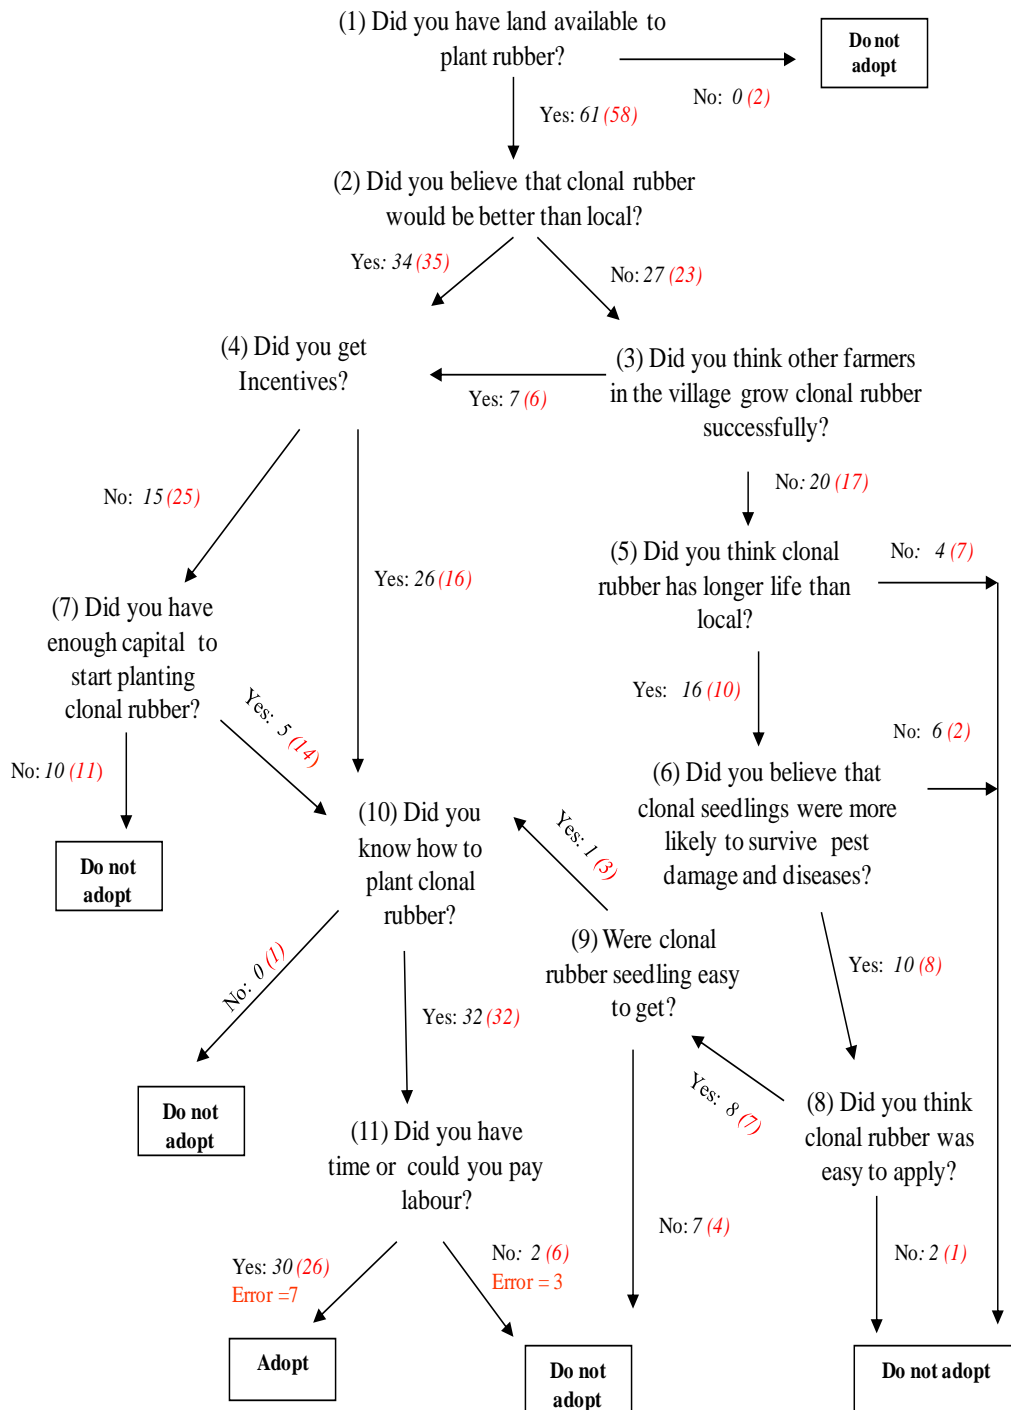 (1) Did you have land available to
plant rubber?
Do not
adopt
No: 0 (2)
Yes: 61 (58)
(2) Did you believe that clonal rubber
would be better than local?
Yes: 34 (35)
No: 27 (23)
(4) Did you get
Incentives?
(3) Did you think other farmers
in the village grow clonal rubber
successfully?
Yes: 7 (6)
No: 15 (25)
No: 20 (17)
Yes: 26 (16)
(5) Did you think clonal
rubber has longer life than
local?
No: 4 (7)
(7) Did you have
enough capital to
start planting
clonal rubber?
Yes: 16 (10)
Yes: 5 (14)
No: 6 (2)
No: 10 (11)
(6) Did you believe that
clonal seedlings were more
likely to survive pest
damage and diseases?
(10) Did you
know how to
plant clonal
rubber?
Yes: 1 (3)
Do not
adopt
(9) Were clonal
rubber seedling easy
to get?
Yes: 10 (8)
No: 0 (1)
Yes: 32 (32)
Yes: 8 (7)
Do not
adopt
(8) Did you think
clonal rubber was
easy to apply?
(11) Did you have
time or could you pay
labour?
No: 7 (4)
No: 2 (1)
Yes: 30 (26)
Error =7
No: 2 (6)
Error = 3
Adopt
Do not
adopt
Do not adopt